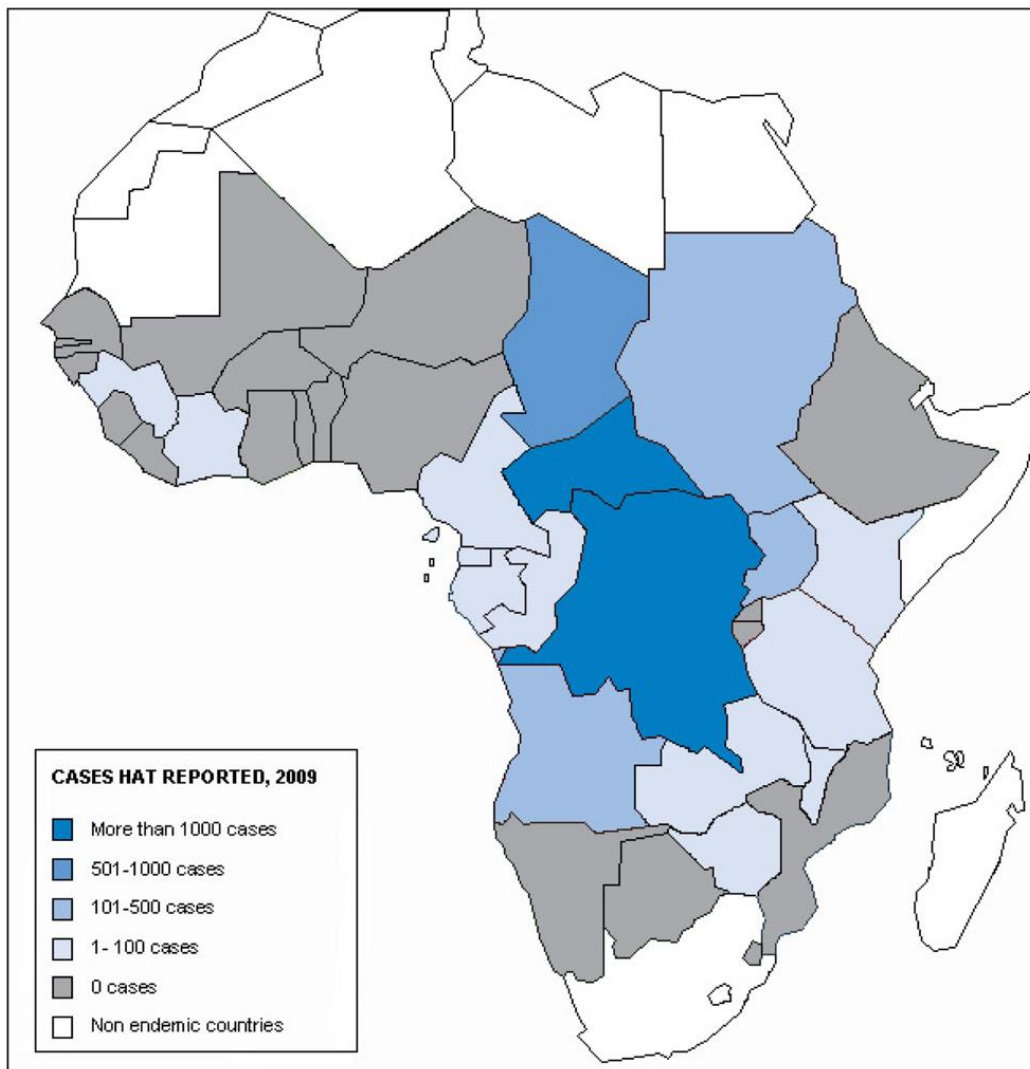 CASES HAT REPORTED, 2009
More than 1000 cases
501-1000 cases
101-500 cases
1- 100 cases
0 cases
Non endemic countries